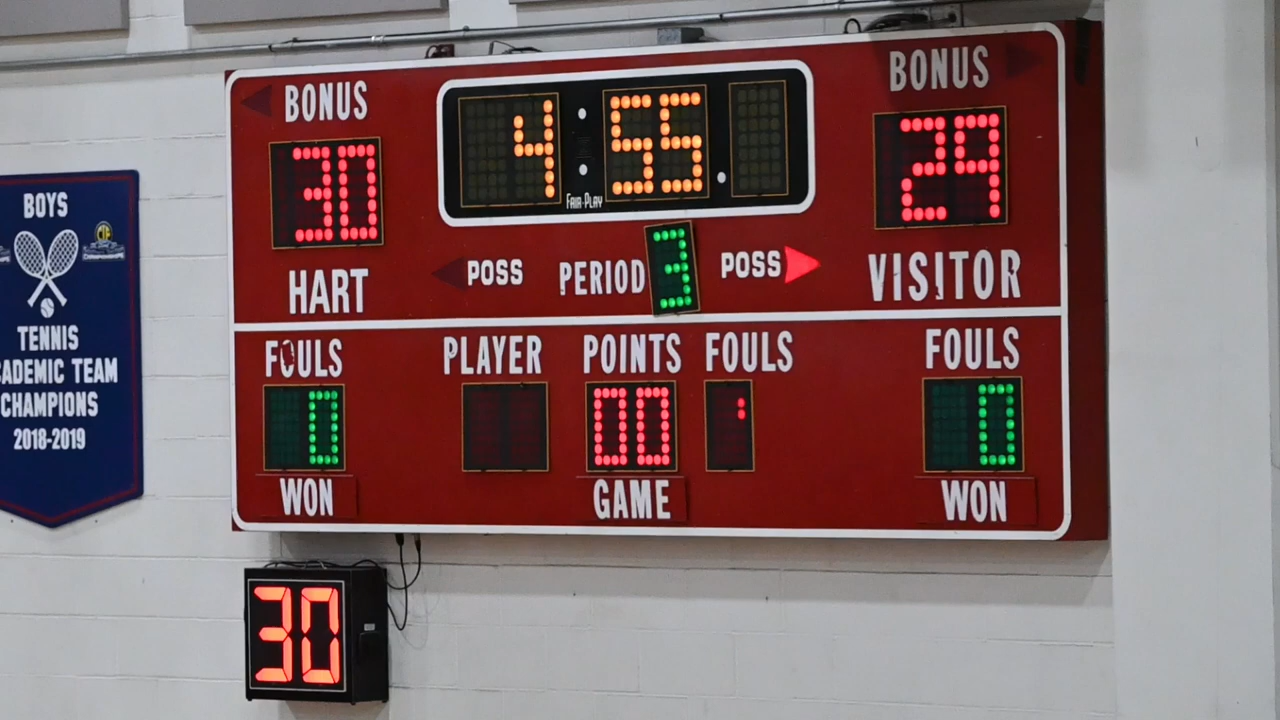 BONUS
4:55
BONUS
30
29
FAIR-PLAY
HART
POSS
PERIOD
3
POSS
VISITOR
FOULS
PLAYER
POINTS
FOULS
FOULS
0
00
0
WON
GAME
WON
30
BOYS
TENNIS
ADEMIC TEAM
CHAMPIONS
2018-2019